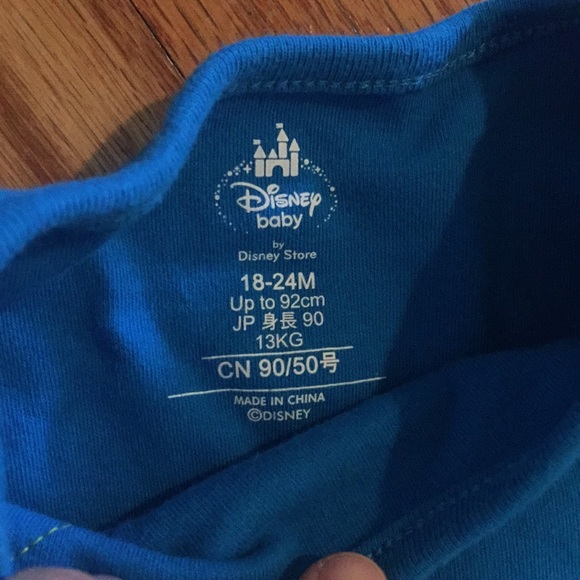 Disney
baby
by
Disney Store
18-24M
Up to 92cm
JP 身長 90
13KG
CN 90/50号
MADE IN CHINA
©DISNEY